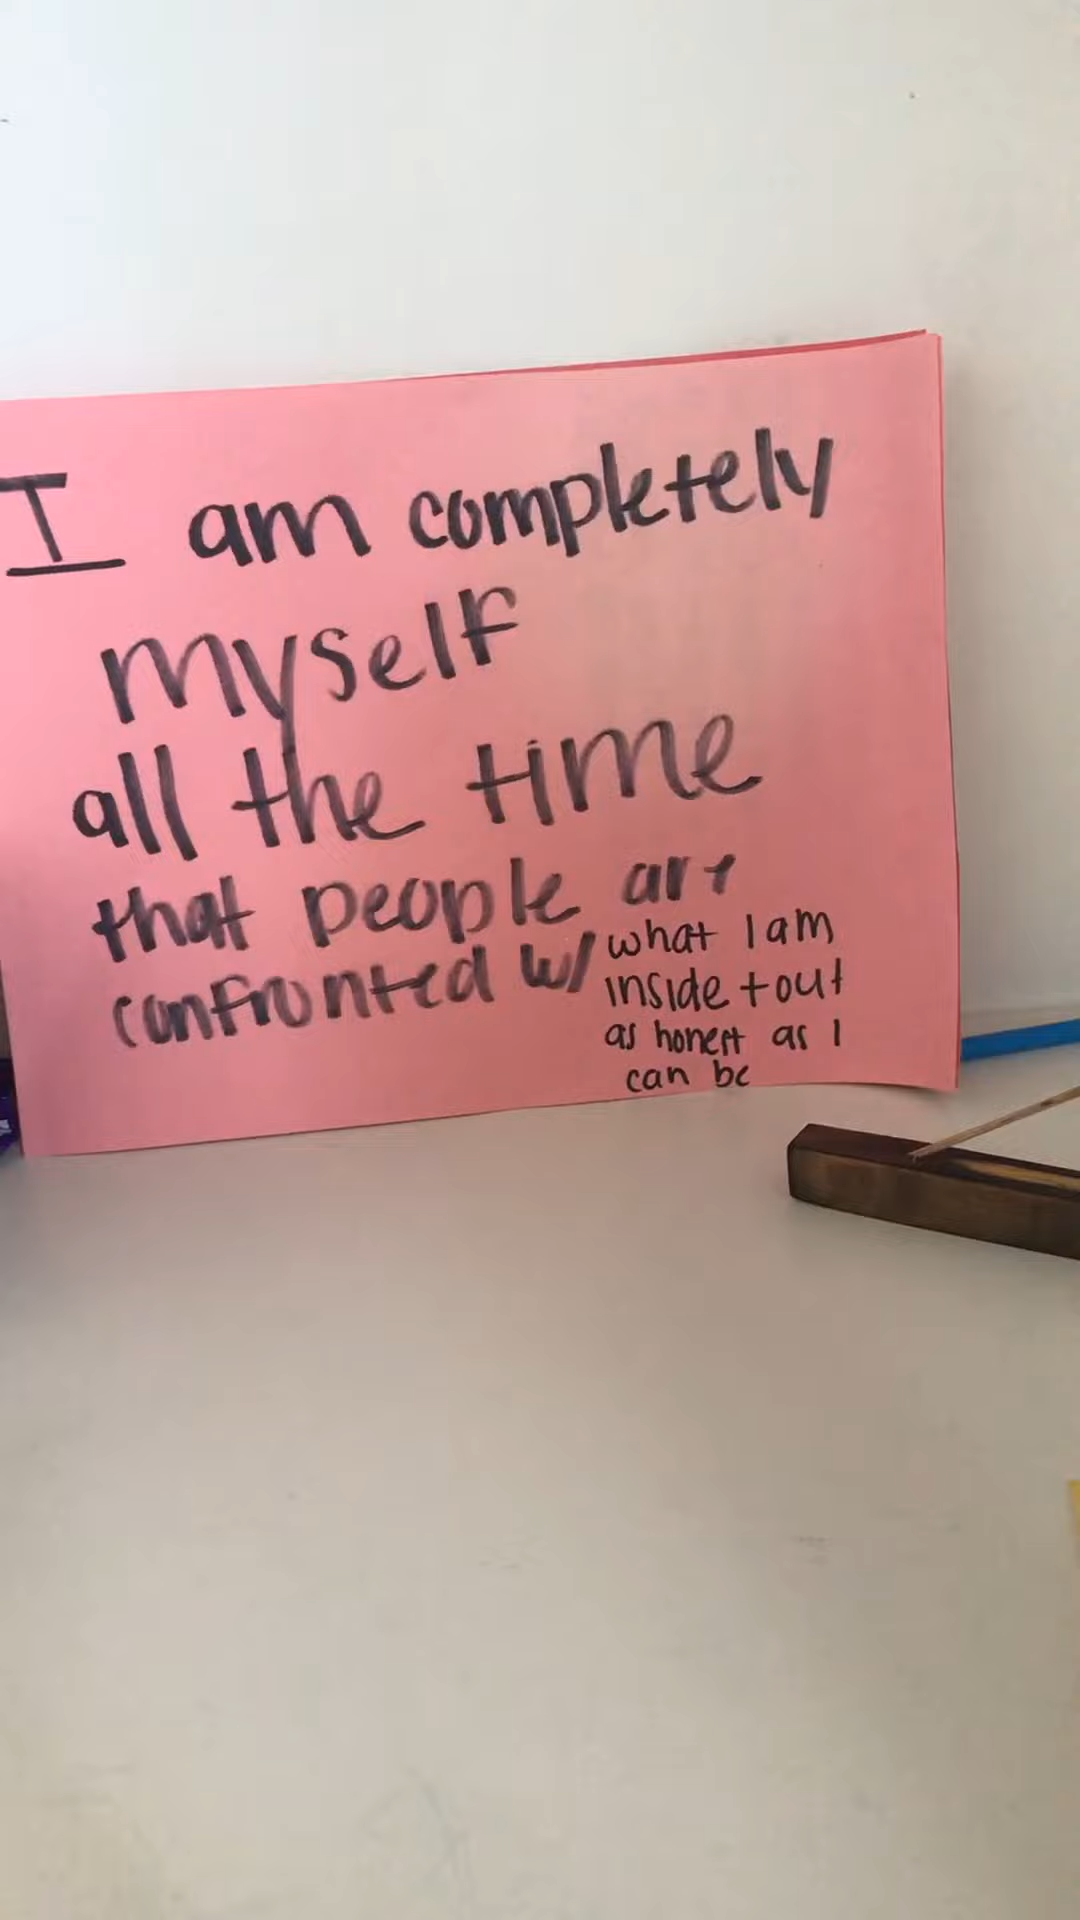 I am completely
myself
all the time
that people are
confronted w/
what I am
inside + out
as honest as I
can be